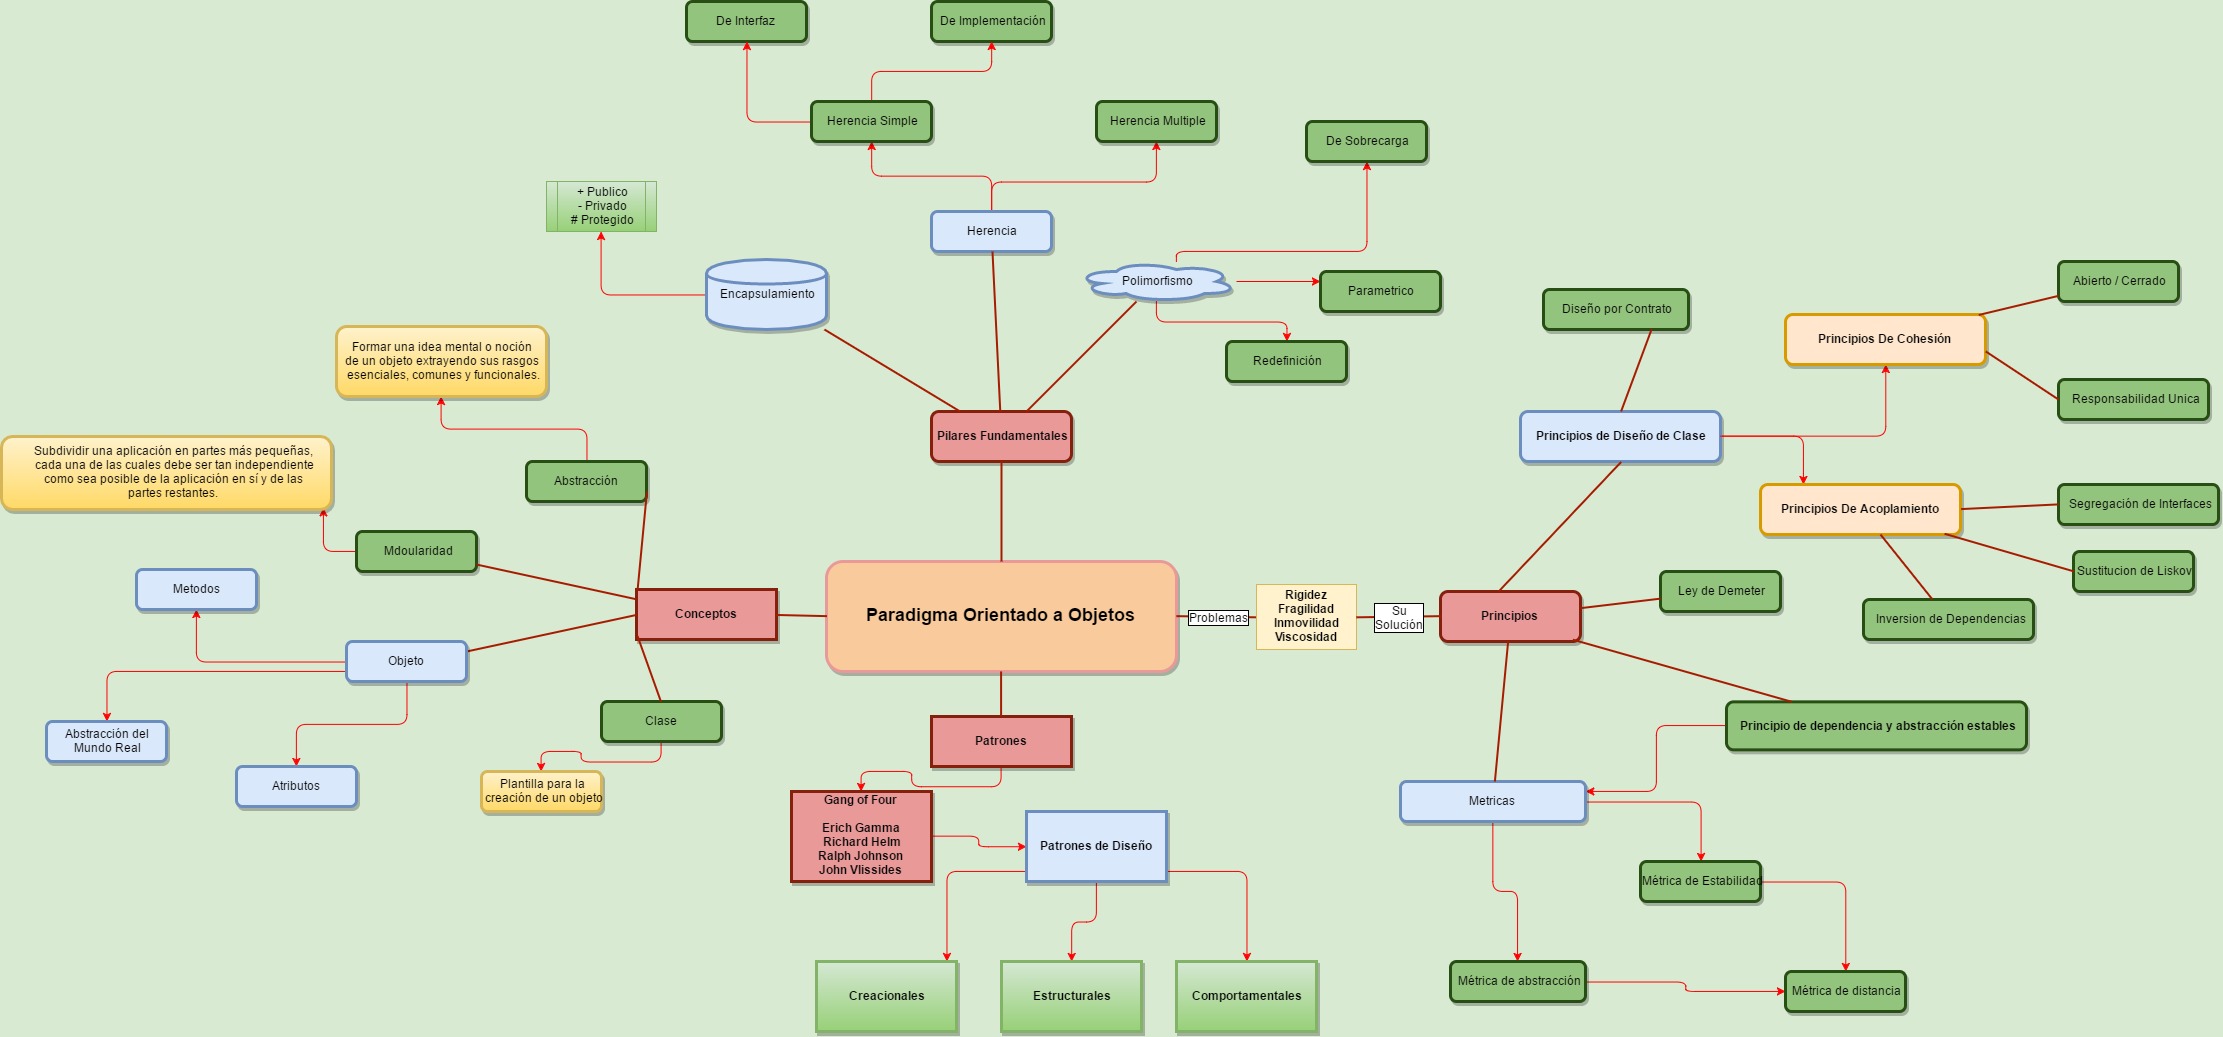 De Interfaz
De Implementación
Herencia Simple
Herencia Multiple
De Sobrecarga
+ Publico
- Privado
# Protegido
Herencia
Encapsulamiento
Polimorfismo
Parametrico
Redefinición
Pilares Fundamentales
Formar una idea mental o noción
de un objeto extrayendo sus rasgos
esenciales, comunes y funcionales.
Subdividir una aplicación en partes más pequeñas,
cada una de las cuales debe ser tan independiente
como sea posible de la aplicación en sí y de las
partes restantes.
Abstracción
Mdoularidad
Metodos
Conceptos
Objeto
Abstracción del
Mundo Real
Atributos
Clase
Plantilla para la
creación de un objeto
Paradigma Orientado a Objetos
Problemas
Rigidez
Fragilidad
Inmovilidad
Viscosidad
Su
Solución
Principios
Diseño por Contrato
Principios de Diseño de Clase
Principios De Cohesión
Abierto / Cerrado
Responsabilidad Unica
Principios De Acoplamiento
Segregación de Interfaces
Sustitucion de Liskov
Inversion de Dependencias
Ley de Demeter
Principio de dependencia y abstracción estables
Metricas
Métrica de Estabilidad
Métrica de abstracción
Métrica de distancia
Patrones
Gang of Four
Erich Gamma
Richard Helm
Ralph Johnson
John Vlissides
Patrones de Diseño
Creacionales
Estructurales
Comportamentales